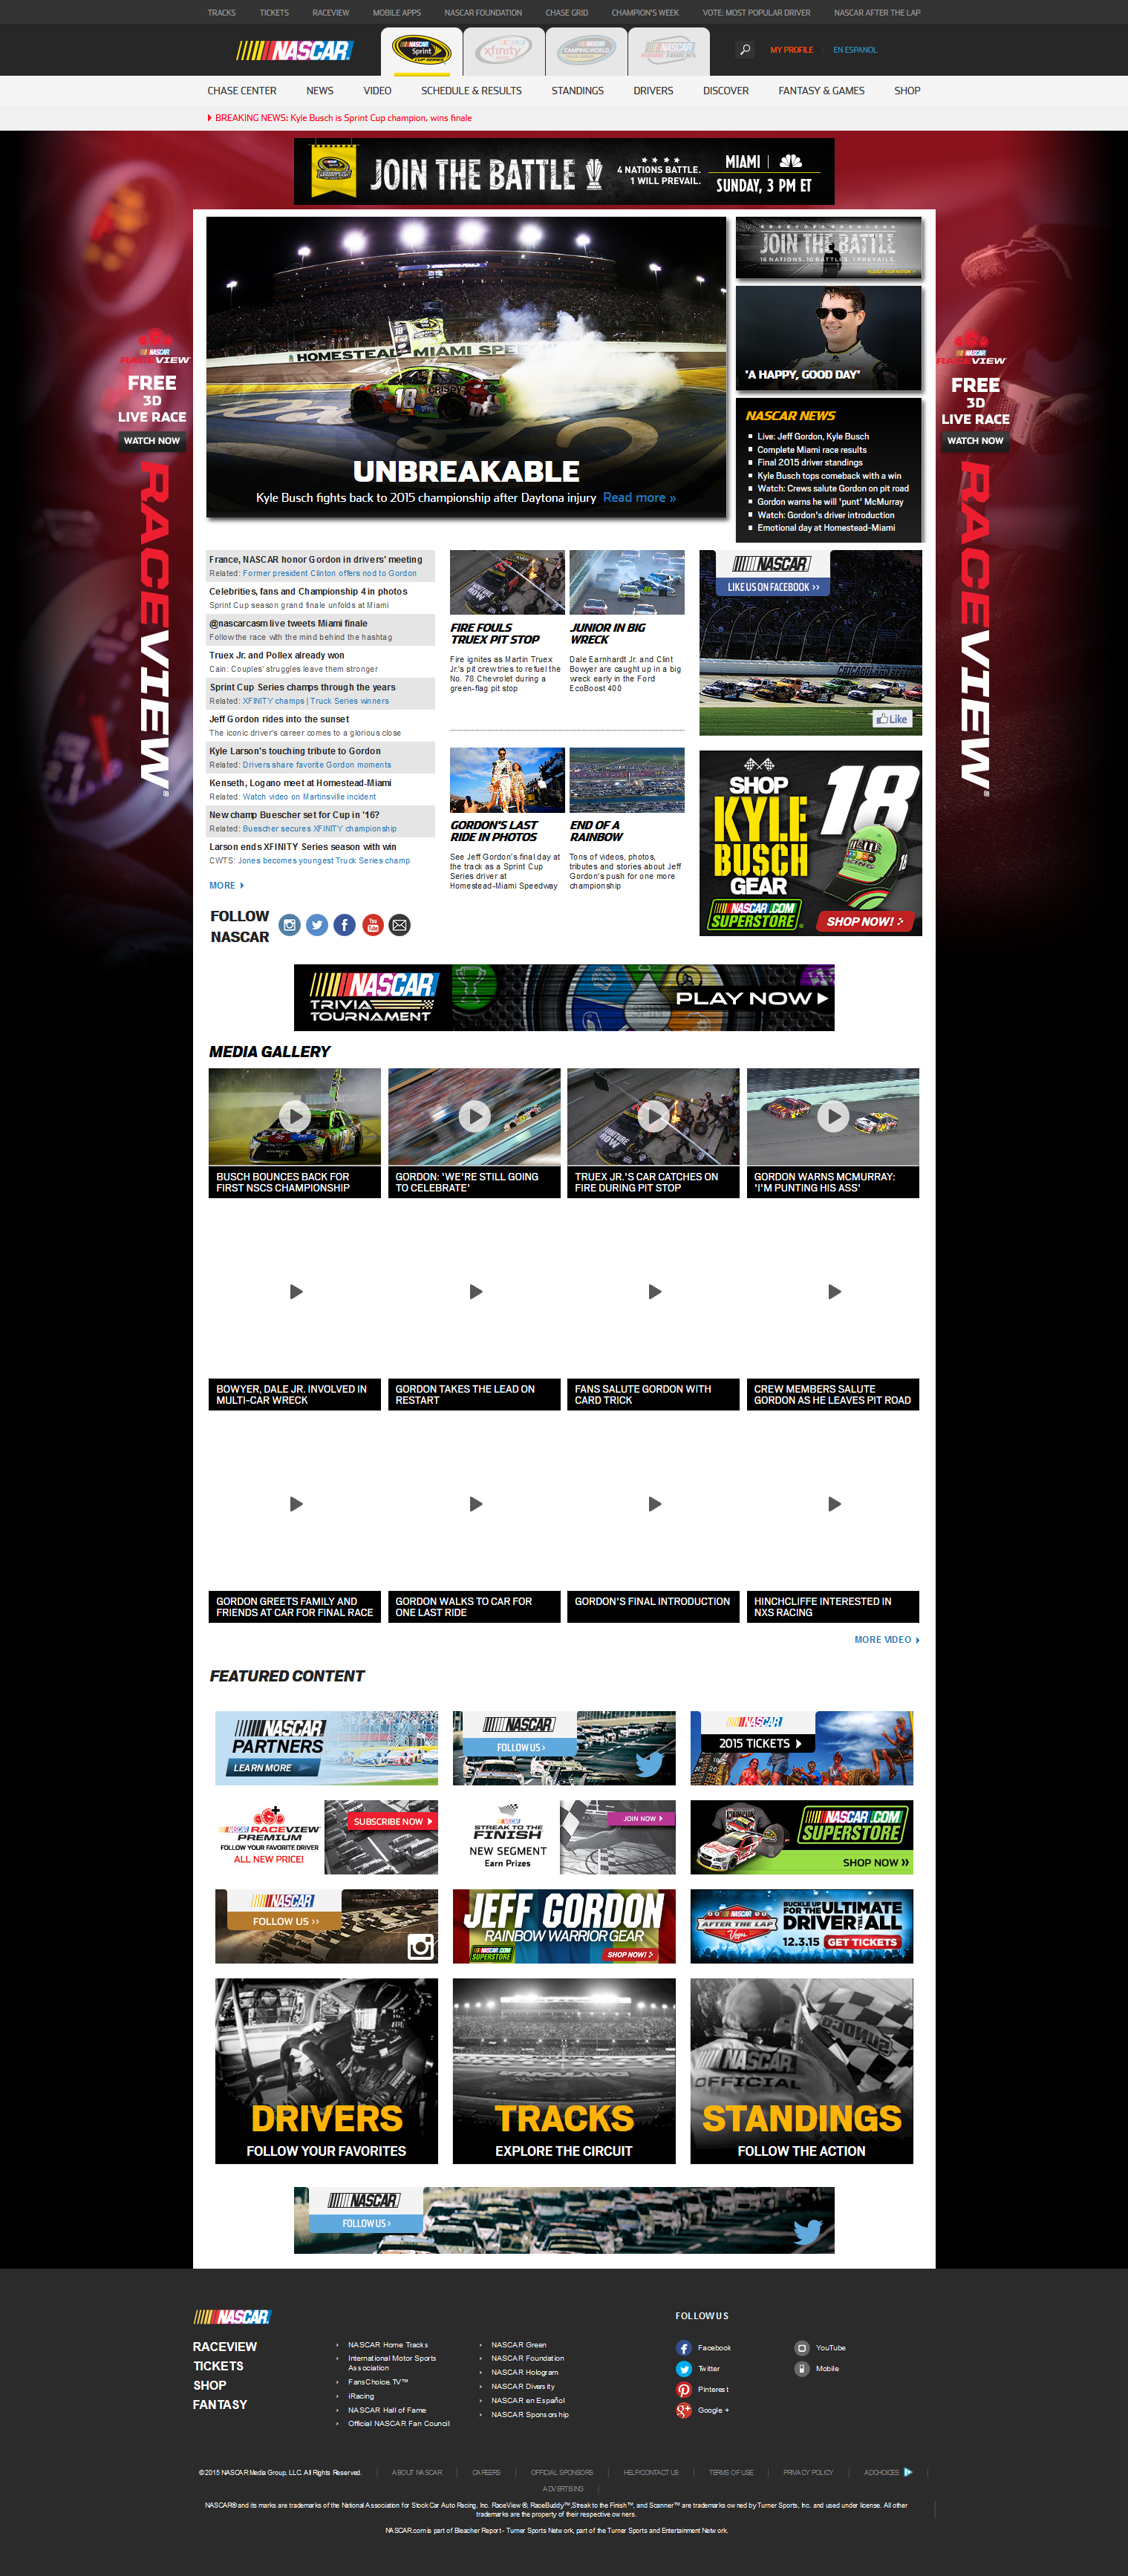 TRACKS TICKETS RACEVIEW MOBILE APPS NASCAR FOUNDATION CHASE GRID CHAMPION'S WEEK VOTE: MOST POPULAR DRIVER NASCAR AFTER THE LAP
NASCAR
NASCAR Sprint CUP SERIES
xfinity
CAMPING WORLD
NASCAR HOME TRACKS
MY PROFILE
EN ESPANOL
CHASE CENTER NEWS VIDEO SCHEDULE & RESULTS STANDINGS DRIVERS DISCOVER FANTASY & GAMES SHOP
BREAKING NEWS: Kyle Busch is Sprint Cup champion, wins finale
JOIN THE BATTLE
4 NATIONS BATTLE.
1 WILL PREVAIL.
MIAMI
SUNDAY, 3 PM ET
HOMESTEAD MIAMI SPE
18
UNBREAKABLE
Kyle Busch fights back to 2015 championship after Daytona injury Read more »
JOIN THE BATTLE
16 NATIONS. 10 BATTLES. 1 PREVAILS.
'A HAPPY, GOOD DAY'
NASCAR NEWS
Live: Jeff Gordon, Kyle Busch
Complete Miami race results
Final 2015 driver standings
Kyle Busch tops comeback with a win
Watch: Crews salute Gordon on pit road
Gordon warns he will 'punt' McMurray
Watch: Gordon's driver introduction
Emotional day at Homestead-Miami
NASCAR
RACEVIEW
FREE
3D
LIVE RACE
WATCH NOW
RACEVIEW
NASCAR
RACEVIEW
FREE
3D
LIVE RACE
WATCH NOW
RACEVIEW
France, NASCAR honor Gordon in drivers' meeting
Related: Former president Clinton offers nod to Gordon
Celebrities, fans and Championship 4 in photos
Sprint Cup season grand finale unfolds at Miami
@nascarcasm live tweets Miami finale
Follow the race with the mind behind the hashtag
Truex Jr. and Pollex already won
Cain: Couples' struggles leave them stronger
Sprint Cup Series champs through the years
Related: XFINITY champs | Truck Series winners
Jeff Gordon rides into the sunset
The iconic driver's career comes to a glorious close
Kyle Larson's touching tribute to Gordon
Related: Drivers share favorite Gordon moments
Kenseth, Logano meet at Homestead-Miami
Related: Watch video on Martinsville incident
New champ Buescher set for Cup in '16?
Related: Buescher secures XFINITY championship
Larson ends XFINITY Series season with win
CWTS: Jones becomes youngest Truck Series champ
MORE
FOLLOW
NASCAR
You
Tube
FIRE FOULS
TRUEX PIT STOP
Fire ignites as Martin Truex
Jr.'s pit crew tries to refuel the
No. 78 Chevrolet during a
green-flag pit stop
JUNIOR IN BIG
WRECK
Dale Earnhardt Jr. and Clint
Bowyer are caught up in a big
wreck early in the Ford
EcoBoost 400
GORDON'S LAST
RIDE IN PHOTOS
See Jeff Gordon's final day at
the track as a Sprint Cup
Series driver at
Homestead-Miami Speedway
END OF A
RAINBOW
Tons of videos, photos,
tributes and stories about Jeff
Gordon's push for one more
championship
NASCAR
LIKE US ON FACEBOOK >>
Like
SHOP
KYLE
BUSCH
GEAR
18
NASCAR.COM
SUPERSTORE
SHOP NOW!
NASCAR
TRIVIA
TOURNAMENT
PLAY NOW
MEDIA GALLERY
BUSCH BOUNCES BACK FOR
FIRST NSCS CHAMPIONSHIP
GORDON: 'WE'RE STILL GOING
TO CELEBRATE'
TRUEX JR.'S CAR CATCHES ON
FIRE DURING PIT STOP
GORDON WARNS MCMURRAY:
'I'M PUNTING HIS ASS'
BOWYER, DALE JR. INVOLVED IN
MULTI-CAR WRECK
GORDON TAKES THE LEAD ON
RESTART
FANS SALUTE GORDON WITH
CARD TRICK
CREW MEMBERS SALUTE
GORDON AS HE LEAVES PIT ROAD
GORDON GREETS FAMILY AND
FRIENDS AT CAR FOR FINAL RACE
GORDON WALKS TO CAR FOR
ONE LAST RIDE
GORDON'S FINAL INTRODUCTION
HINCHCLIFFE INTERESTED IN
NXS RACING
MORE VIDEO
FEATURED CONTENT
NASCAR
PARTNERS
LEARN MORE
NASCAR
FOLLOW US ›
NASCAR
2015 TICKETS
NASCAR
RACEVIEW
PREMIUM
FOLLOW YOUR FAVORITE DRIVER
ALL NEW PRICE!
SUBSCRIBE NOW
NASCAR
STREAK TO THE
FINISH
NEW SEGMENT
Earn Prizes
JOIN NOW
NASCAR.COM
SUPERSTORE
SHOP NOW »
NASCAR
FOLLOW US >>
JEFF GORDON
RAINBOW WARRIOR GEAR
NASCAR.COM
SUPERSTORE
SHOP NOW!
NASCAR
AFTER THE LAP
Vegas
BUCKLE UP
FOR THE ULTIMATE
DRIVER TELL ALL
12.3.15 GET TICKETS
DRIVERS
FOLLOW YOUR FAVORITES
TRACKS
EXPLORE THE CIRCUIT
SUNOCO
NASCAR
OFFICIAL
STANDINGS
FOLLOW THE ACTION
NASCAR
FOLLOW US ›
NASCAR
RACEVIEW
TICKETS
SHOP
FANTASY
NASCAR Home Tracks
International Motor Sports
Association
FansChoice.TV™
iRacing
NASCAR Hall of Fame
Official NASCAR Fan Council
NASCAR Green
NASCAR Foundation
NASCAR Hologram
NASCAR Diversity
NASCAR en Español
NASCAR Sponsorship
FOLLOW US
Facebook
Twitter
Pinterest
Google +
YouTube
Mobile
©2015 NASCAR Media Group, LLC. All Rights Reserved. ABOUT NASCAR CAREERS OFFICIAL SPONSORS HELP/CONTACT US TERMS OF USE PRIVACY POLICY ADCHOICES
ADVERTISING
NASCAR® and its marks are trademarks of the National Association for Stock Car Auto Racing, Inc. RaceView ®, RaceBuddy™,Streak to the Finish™, and Scanner™ are trademarks owned by Turner Sports, Inc. and used under license. All other
trademarks are the property of their respective owners.
NASCAR.com is part of Bleacher Report - Turner Sports Network, part of the Turner Sports and Entertainment Network.